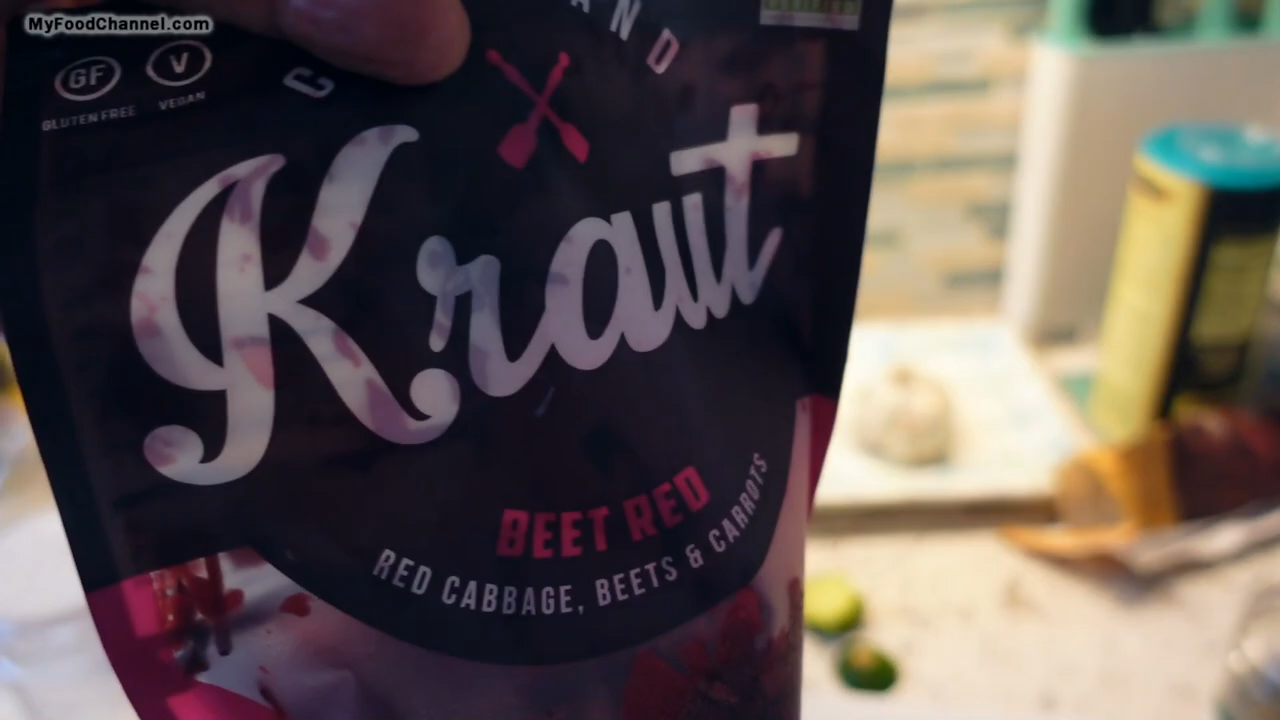 MyFoodChannel.com
GF
V
GLUTEN FREE
VEGAN
Kraut
BEET RED
RED CABBAGE, BEETS & CARROTS